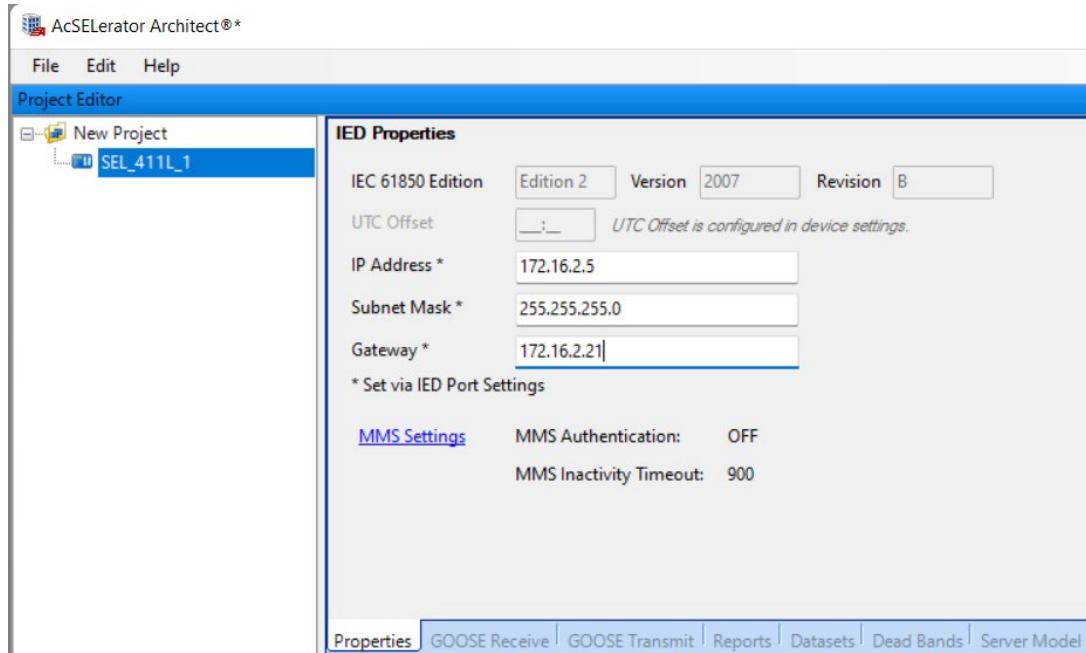 AcSELerator Architect®*
File Edit Help
Project Editor
New Project
SEL_411L_1
IED Properties
IEC 61850 Edition Edition 2 Version 2007 Revision B
UTC Offset __:__ UTC Offset is configured in device settings.
IP Address * 172.16.2.5
Subnet Mask * 255.255.255.0
Gateway * 172.16.2.21
* Set via IED Port Settings
MMS Settings MMS Authentication: OFF
MMS Inactivity Timeout: 900
Properties GOOSE Receive GOOSE Transmit Reports Datasets Dead Bands Server Model